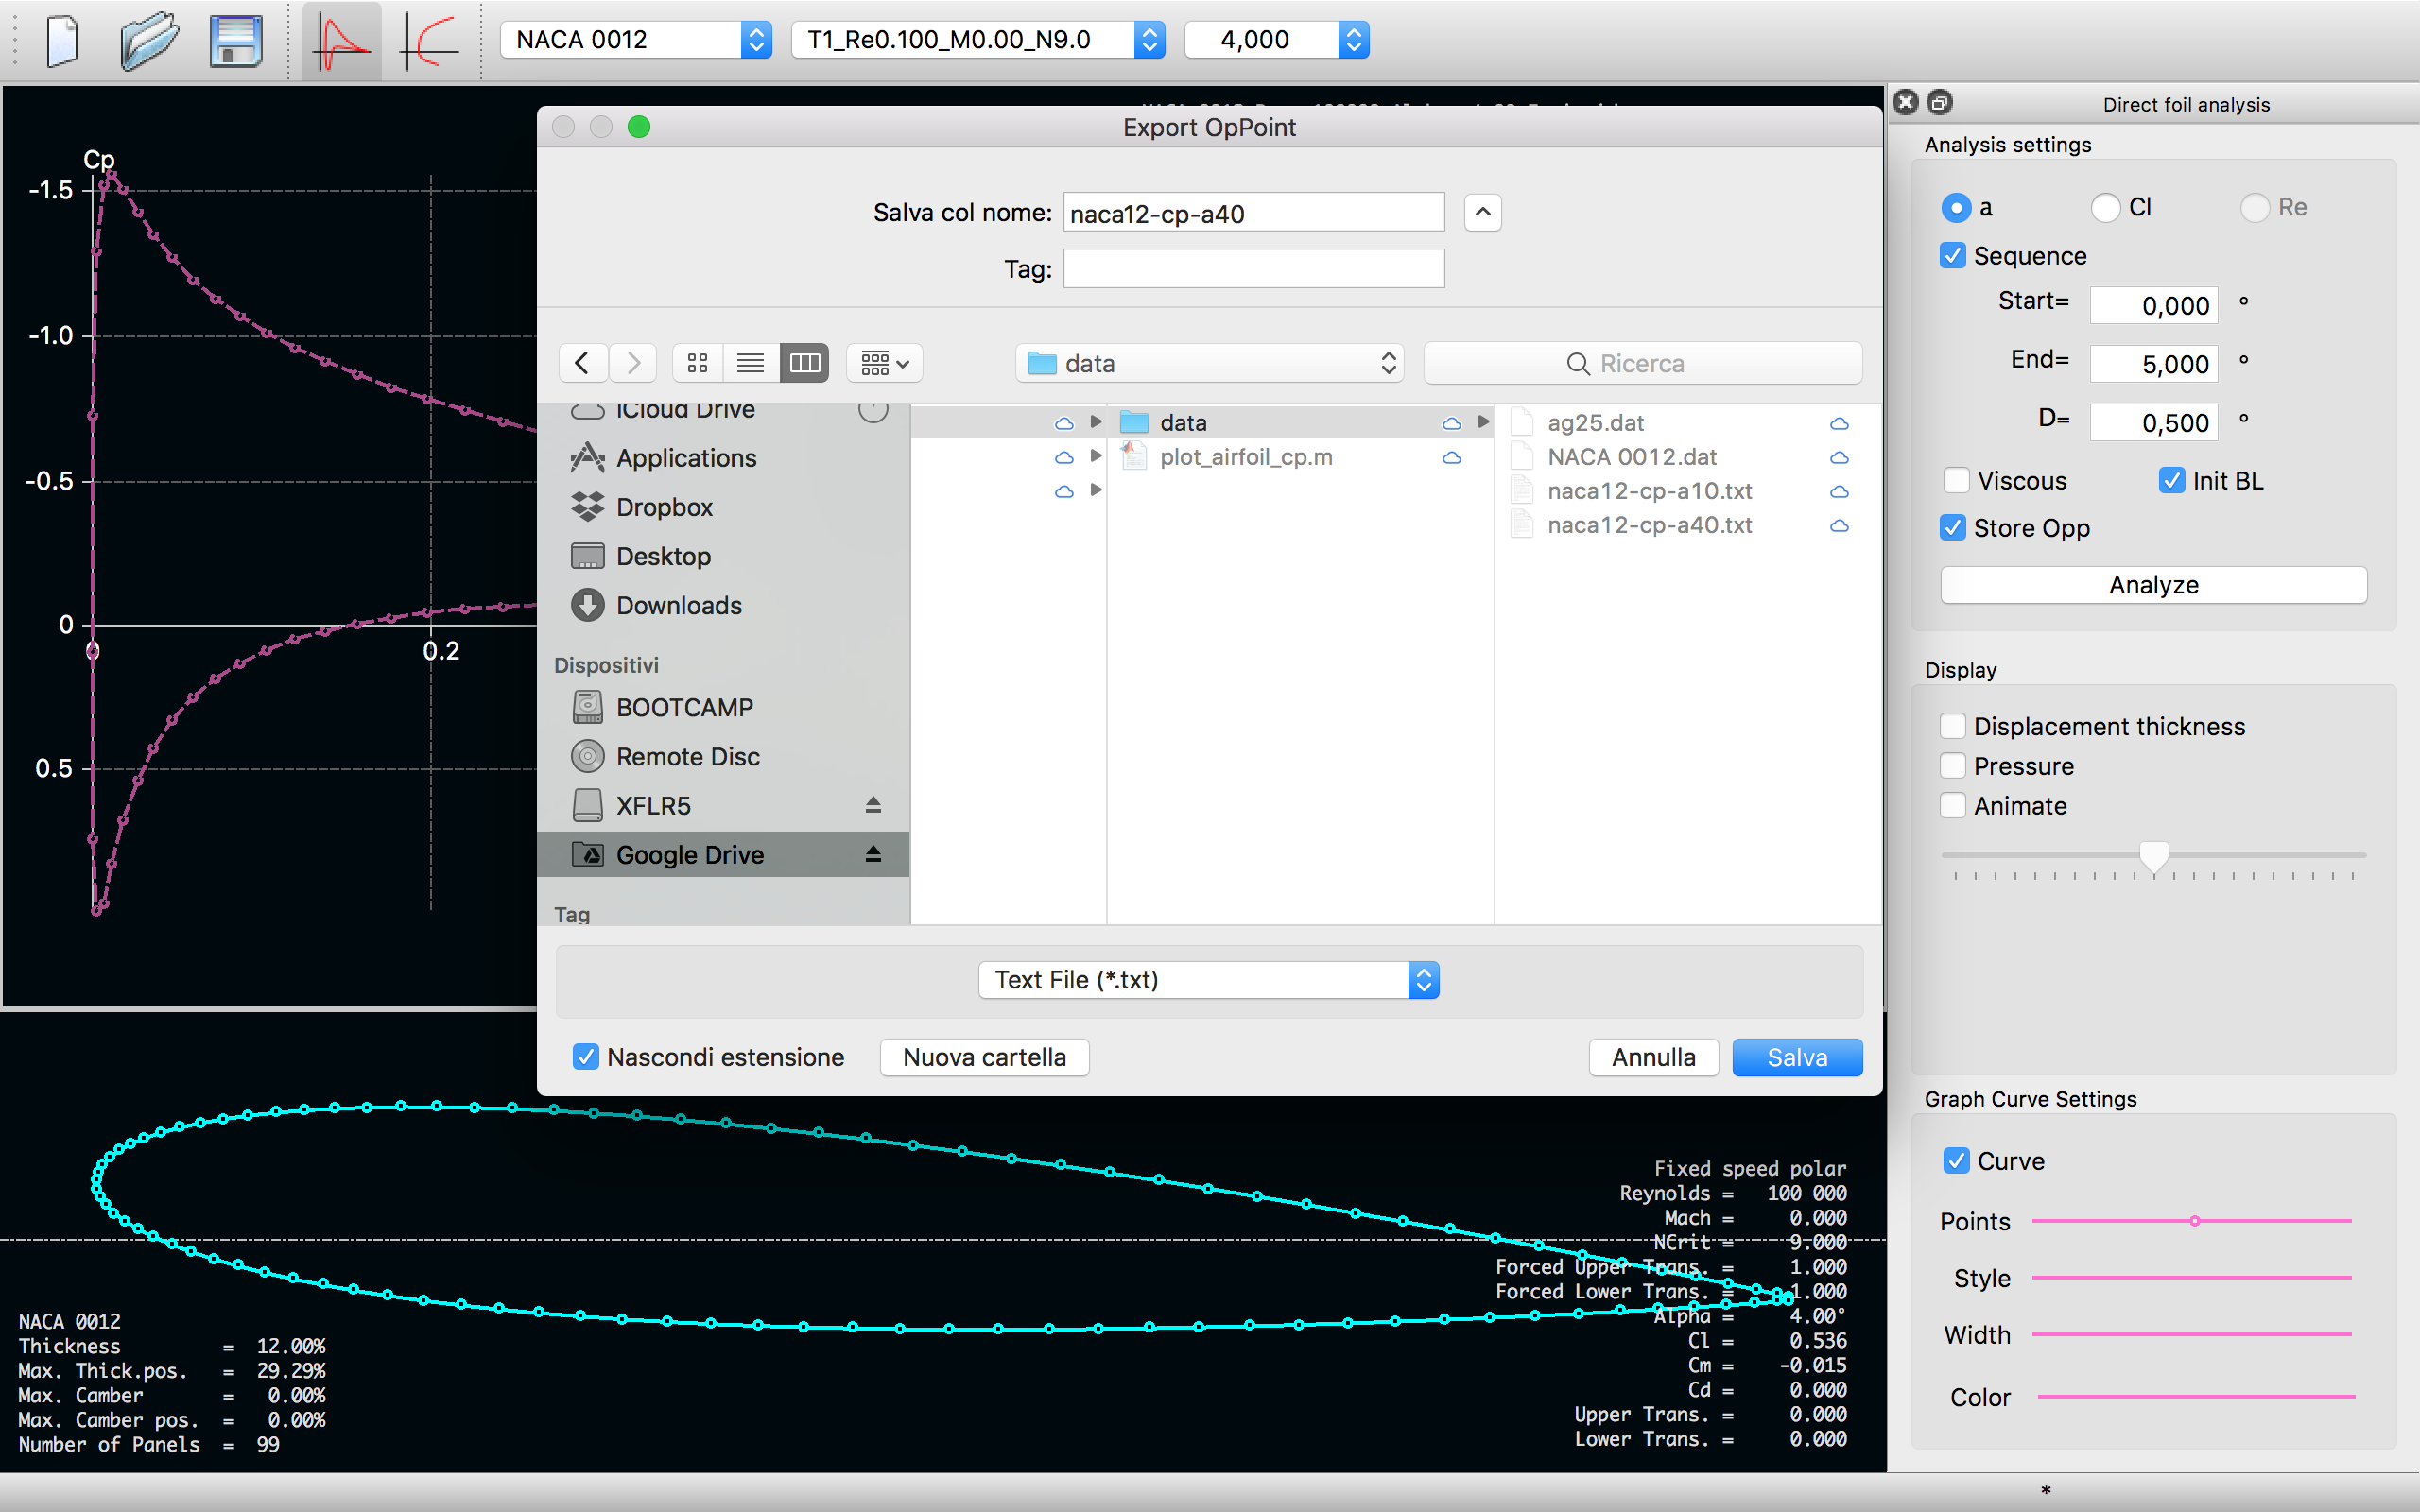 NACA 0012
T1_Re0.100_M0.00_N9.0
4,000
Cp
-1.5
-1.0
-0.5
0
0.5
0
0.2
Export OpPoint
Salva col nome: naca12-cp-a40
Tag:
data
Ricerca
iCloud Drive
Applications
Dropbox
Desktop
Downloads
Dispositivi
BOOTCAMP
Remote Disc
XFLR5
Google Drive
Tag
data
plot_airfoil_cp.m
ag25.dat
NACA 0012.dat
naca12-cp-a10.txt
naca12-cp-a40.txt
Text File (*.txt)
Nascondi estensione
Nuova cartella
Annulla
Salva
Direct foil analysis
Analysis settings
a Cl Re
Sequence
Start= 0,000 °
End= 5,000 °
D= 0,500 °
Viscous Init BL
Store Opp
Analyze
Display
Displacement thickness
Pressure
Animate
Graph Curve Settings
Curve
Points
Style
Width
Color
NACA 0012
Thickness = 12.00%
Max. Thick.pos. = 29.29%
Max. Camber = 0.00%
Max. Camber pos. = 0.00%
Number of Panels = 99
Fixed speed polar
Reynolds = 100 000
Mach = 0.000
NCrit = 9.000
Forced Upper Trans. = 1.000
Forced Lower Trans. = 1.000
Alpha = 4.00°
Cl = 0.536
Cm = -0.015
Cd = 0.000
Upper Trans. = 0.000
Lower Trans. = 0.000
*